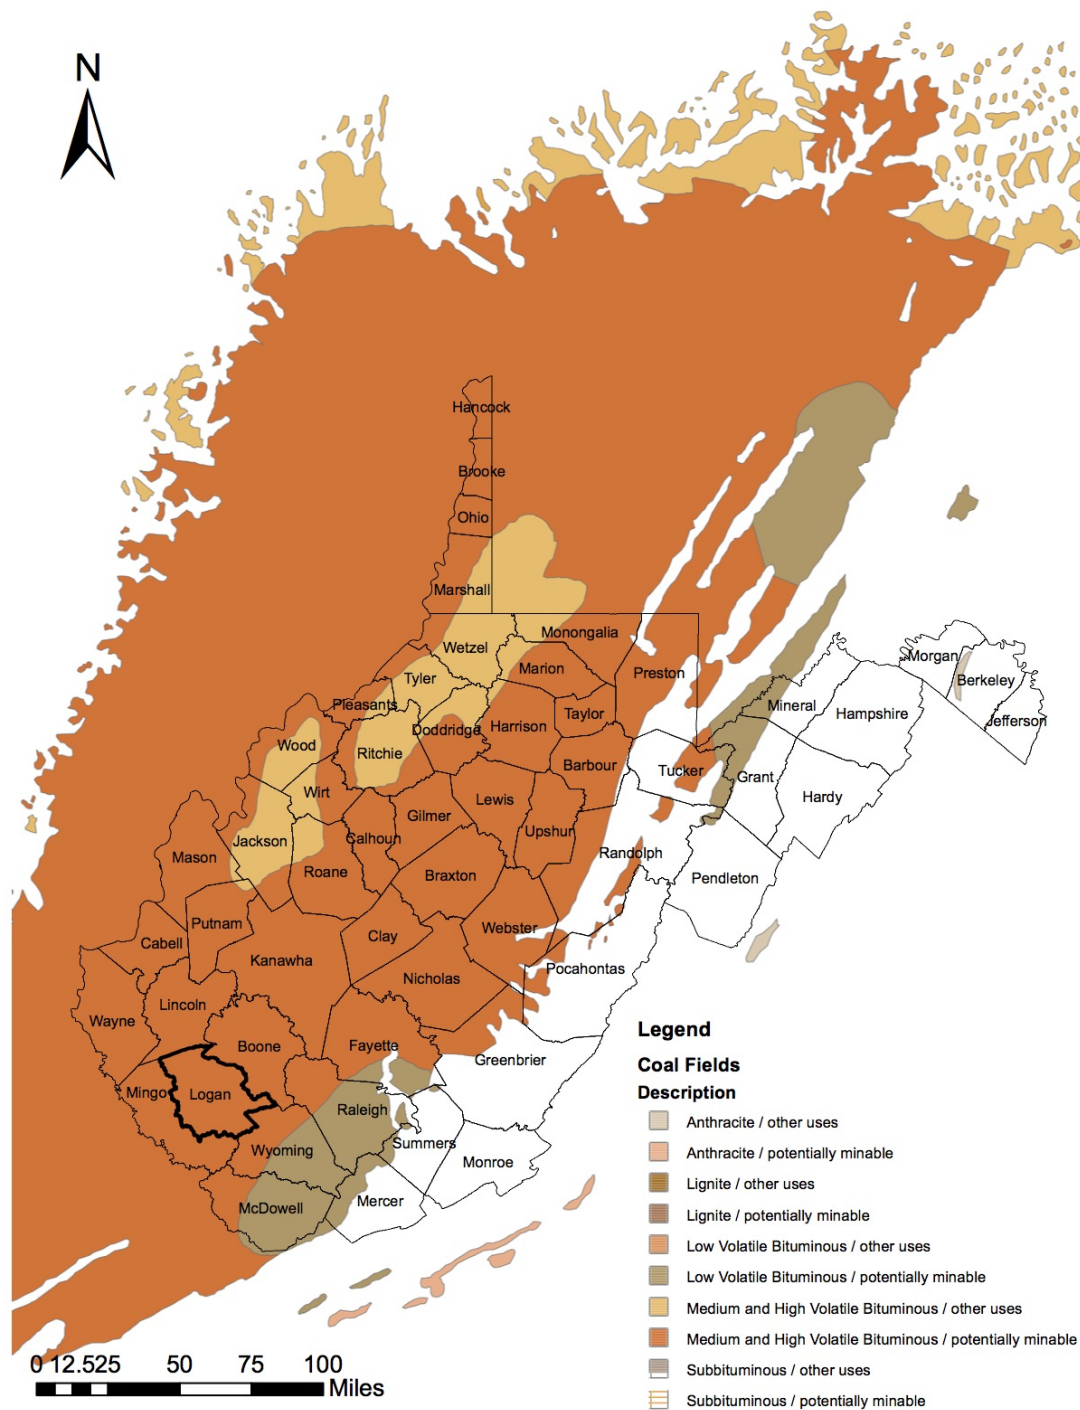 N
Hancock
Brooke
Ohio
Marshall
Wetzel
Monongalia
Marion
Preston
Tyler
Pleasants
Doddridge
Harrison
Taylor
Morgan
Berkeley
Jefferson
Mineral
Hampshire
Wood
Ritchie
Barbour
Tucker
Grant
Hardy
Wirt
Lewis
Gilmer
Calhoun
Upshur
Jackson
Mason
Roane
Braxton
Randolph
Pendleton
Putnam
Cabell
Clay
Webster
Kanawha
Nicholas
Pocahontas
Lincoln
Wayne
Boone
Fayette
Greenbrier
Mingo
Logan
Raleigh
Summers
Wyoming
Monroe
McDowell
Mercer
Legend
Coal Fields
Description
Anthracite / other uses
Anthracite / potentially minable
Lignite / other uses
Lignite / potentially minable
Low Volatile Bituminous / other uses
Low Volatile Bituminous / potentially minable
Medium and High Volatile Bituminous / other uses
Medium and High Volatile Bituminous / potentially minable
Subbituminous / other uses
Subbituminous / potentially minable
0 12.525 50 75 100
Miles